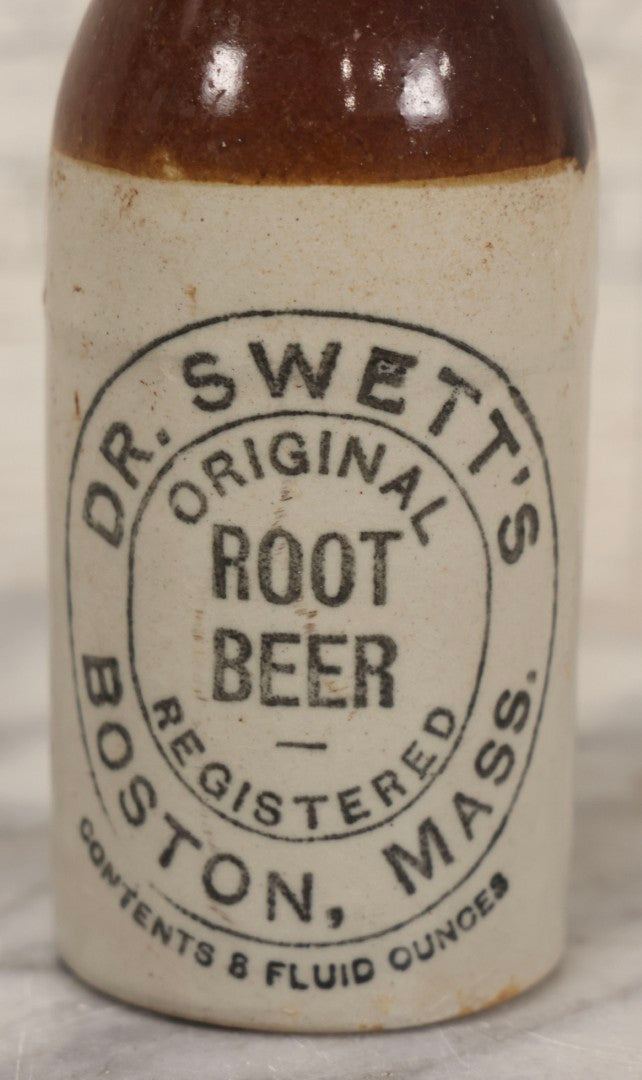 DR. SWETT'S
ORIGINAL
ROOT
BEER
REGISTERED
BOSTON, MASS.
CONTENTS 8 FLUID OUNCES